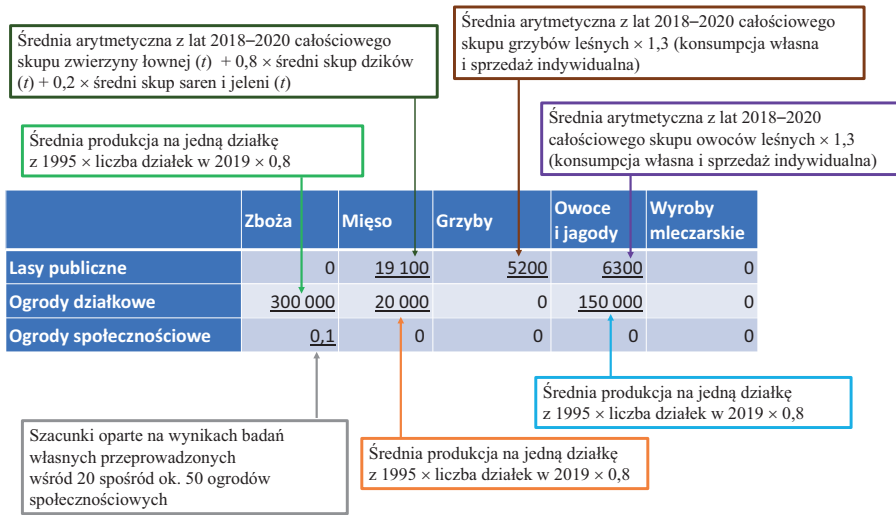 Średnia arytmetyczna z lat 2018–2020 całościowego
skupu zwierzyny łownej (t) + 0,8 × średni skup dzików
(t) + 0,2 × średni skup saren i jeleni (t)
Średnia arytmetyczna z lat 2018–2020 całościowego
skupu grzybów leśnych × 1,3 (konsumpcja własna
i sprzedaż indywidualna)
Średnia produkcja na jedną działkę
z 1995 × liczba działek w 2019 × 0,8
Średnia arytmetyczna z lat 2018–2020
całościowego skupu owoców leśnych × 1,3
(konsumpcja własna i sprzedaż indywidualna)
Zboża Mięso Grzyby Owoce i jagody Wyroby mleczarskie
Lasy publiczne 0 19 100 5200 6300 0
Ogrody działkowe 300 000 20 000 0 150 000 0
Ogrody społecznościowe 0,1 0 0 0 0
Szacunki oparte na wynikach badań
własnych przeprowadzonych
wśród 20 spośród ok. 50 ogrodów
społecznościowych
Średnia produkcja na jedną działkę
z 1995 × liczba działek w 2019 × 0,8
Średnia produkcja na jedną działkę
z 1995 × liczba działek w 2019 × 0,8